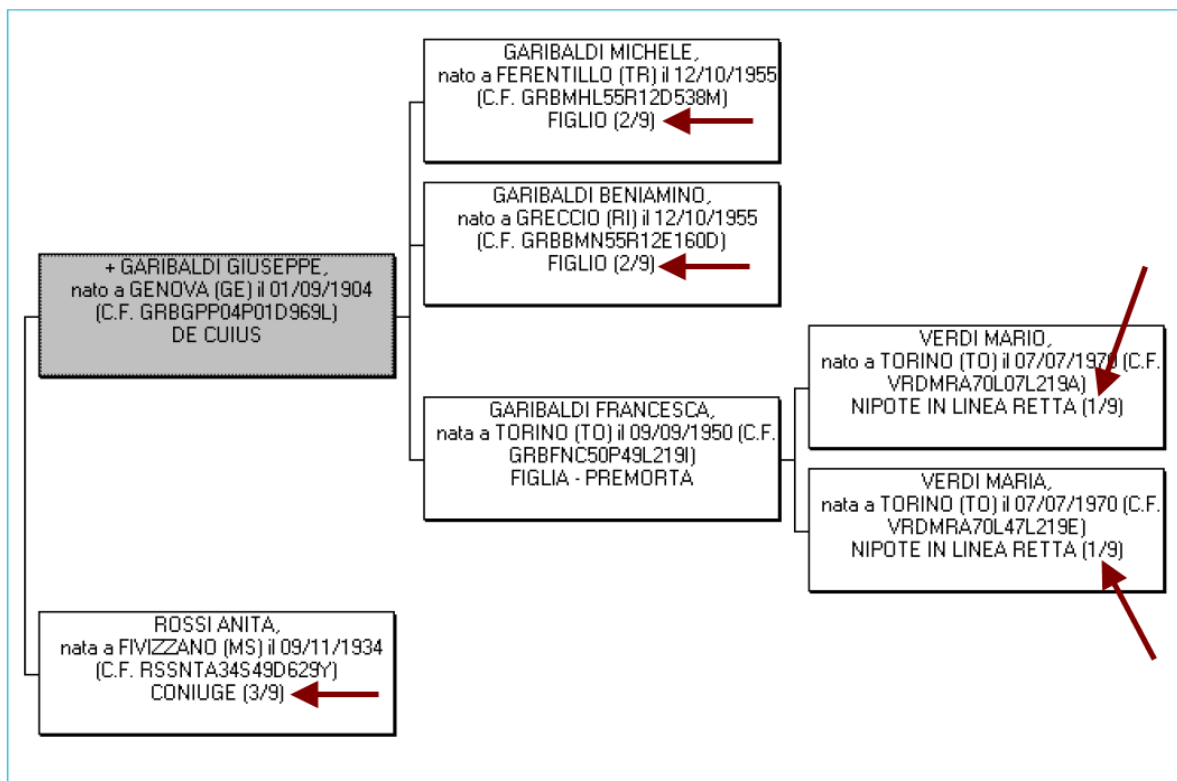 GARIBALDI MICHELE,
nato a FERENTILLO (TR) il 12/10/1955
(C.F. GRBMHL55R12D538M)
FIGLIO (2/9)
GARIBALDI BENIAMINO,
nato a GRECCIO (RI) il 12/10/1955
(C.F. GRBBMN55R12E160D)
FIGLIO (2/9)
+ GARIBALDI GIUSEPPE,
nato a GENOVA (GE) il 01/09/1904
(C.F. GRBGPP04P01D969L)
DE CUIUS
VERDI MARIO,
nato a TORINO (TO) il 07/07/1970 (C.F.
VRDMRA70L07L219A)
NIPOTE IN LINEA RETTA (1/9)
GARIBALDI FRANCESCA,
nata a TORINO (TO) il 09/09/1950 (C.F.
GRBFNC50P49L219I)
FIGLIA - PREMORTA
VERDI MARIA,
nata a TORINO (TO) il 07/07/1970 (C.F.
VRDMRA70L47L219E)
NIPOTE IN LINEA RETTA (1/9)
ROSSI ANITA,
nata a FIVIZZANO (MS) il 09/11/1934
(C.F. RSSNTA34S49D629Y)
CONIUGE (3/9)